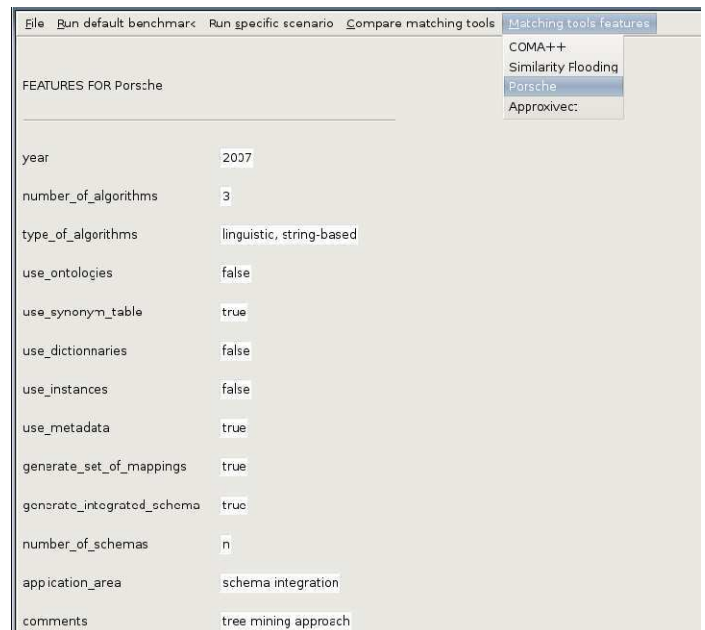 File Run default benchmark Run specific scenario Compare matching tools Matching tools features
COMA++
Similarity Flooding
Porsche
Approxivect
FEATURES FOR Porsche
year 2007
number_of_algorithms 3
type_of_algorithms linguistic, string-based
use_ontologies false
use_synonym_table true
use_dictionnaries false
use_instances false
use_metadata true
generate_set_of_mappings true
generate_integrated_schema true
number_of_schemas n
application_area schema integration
comments tree mining approach